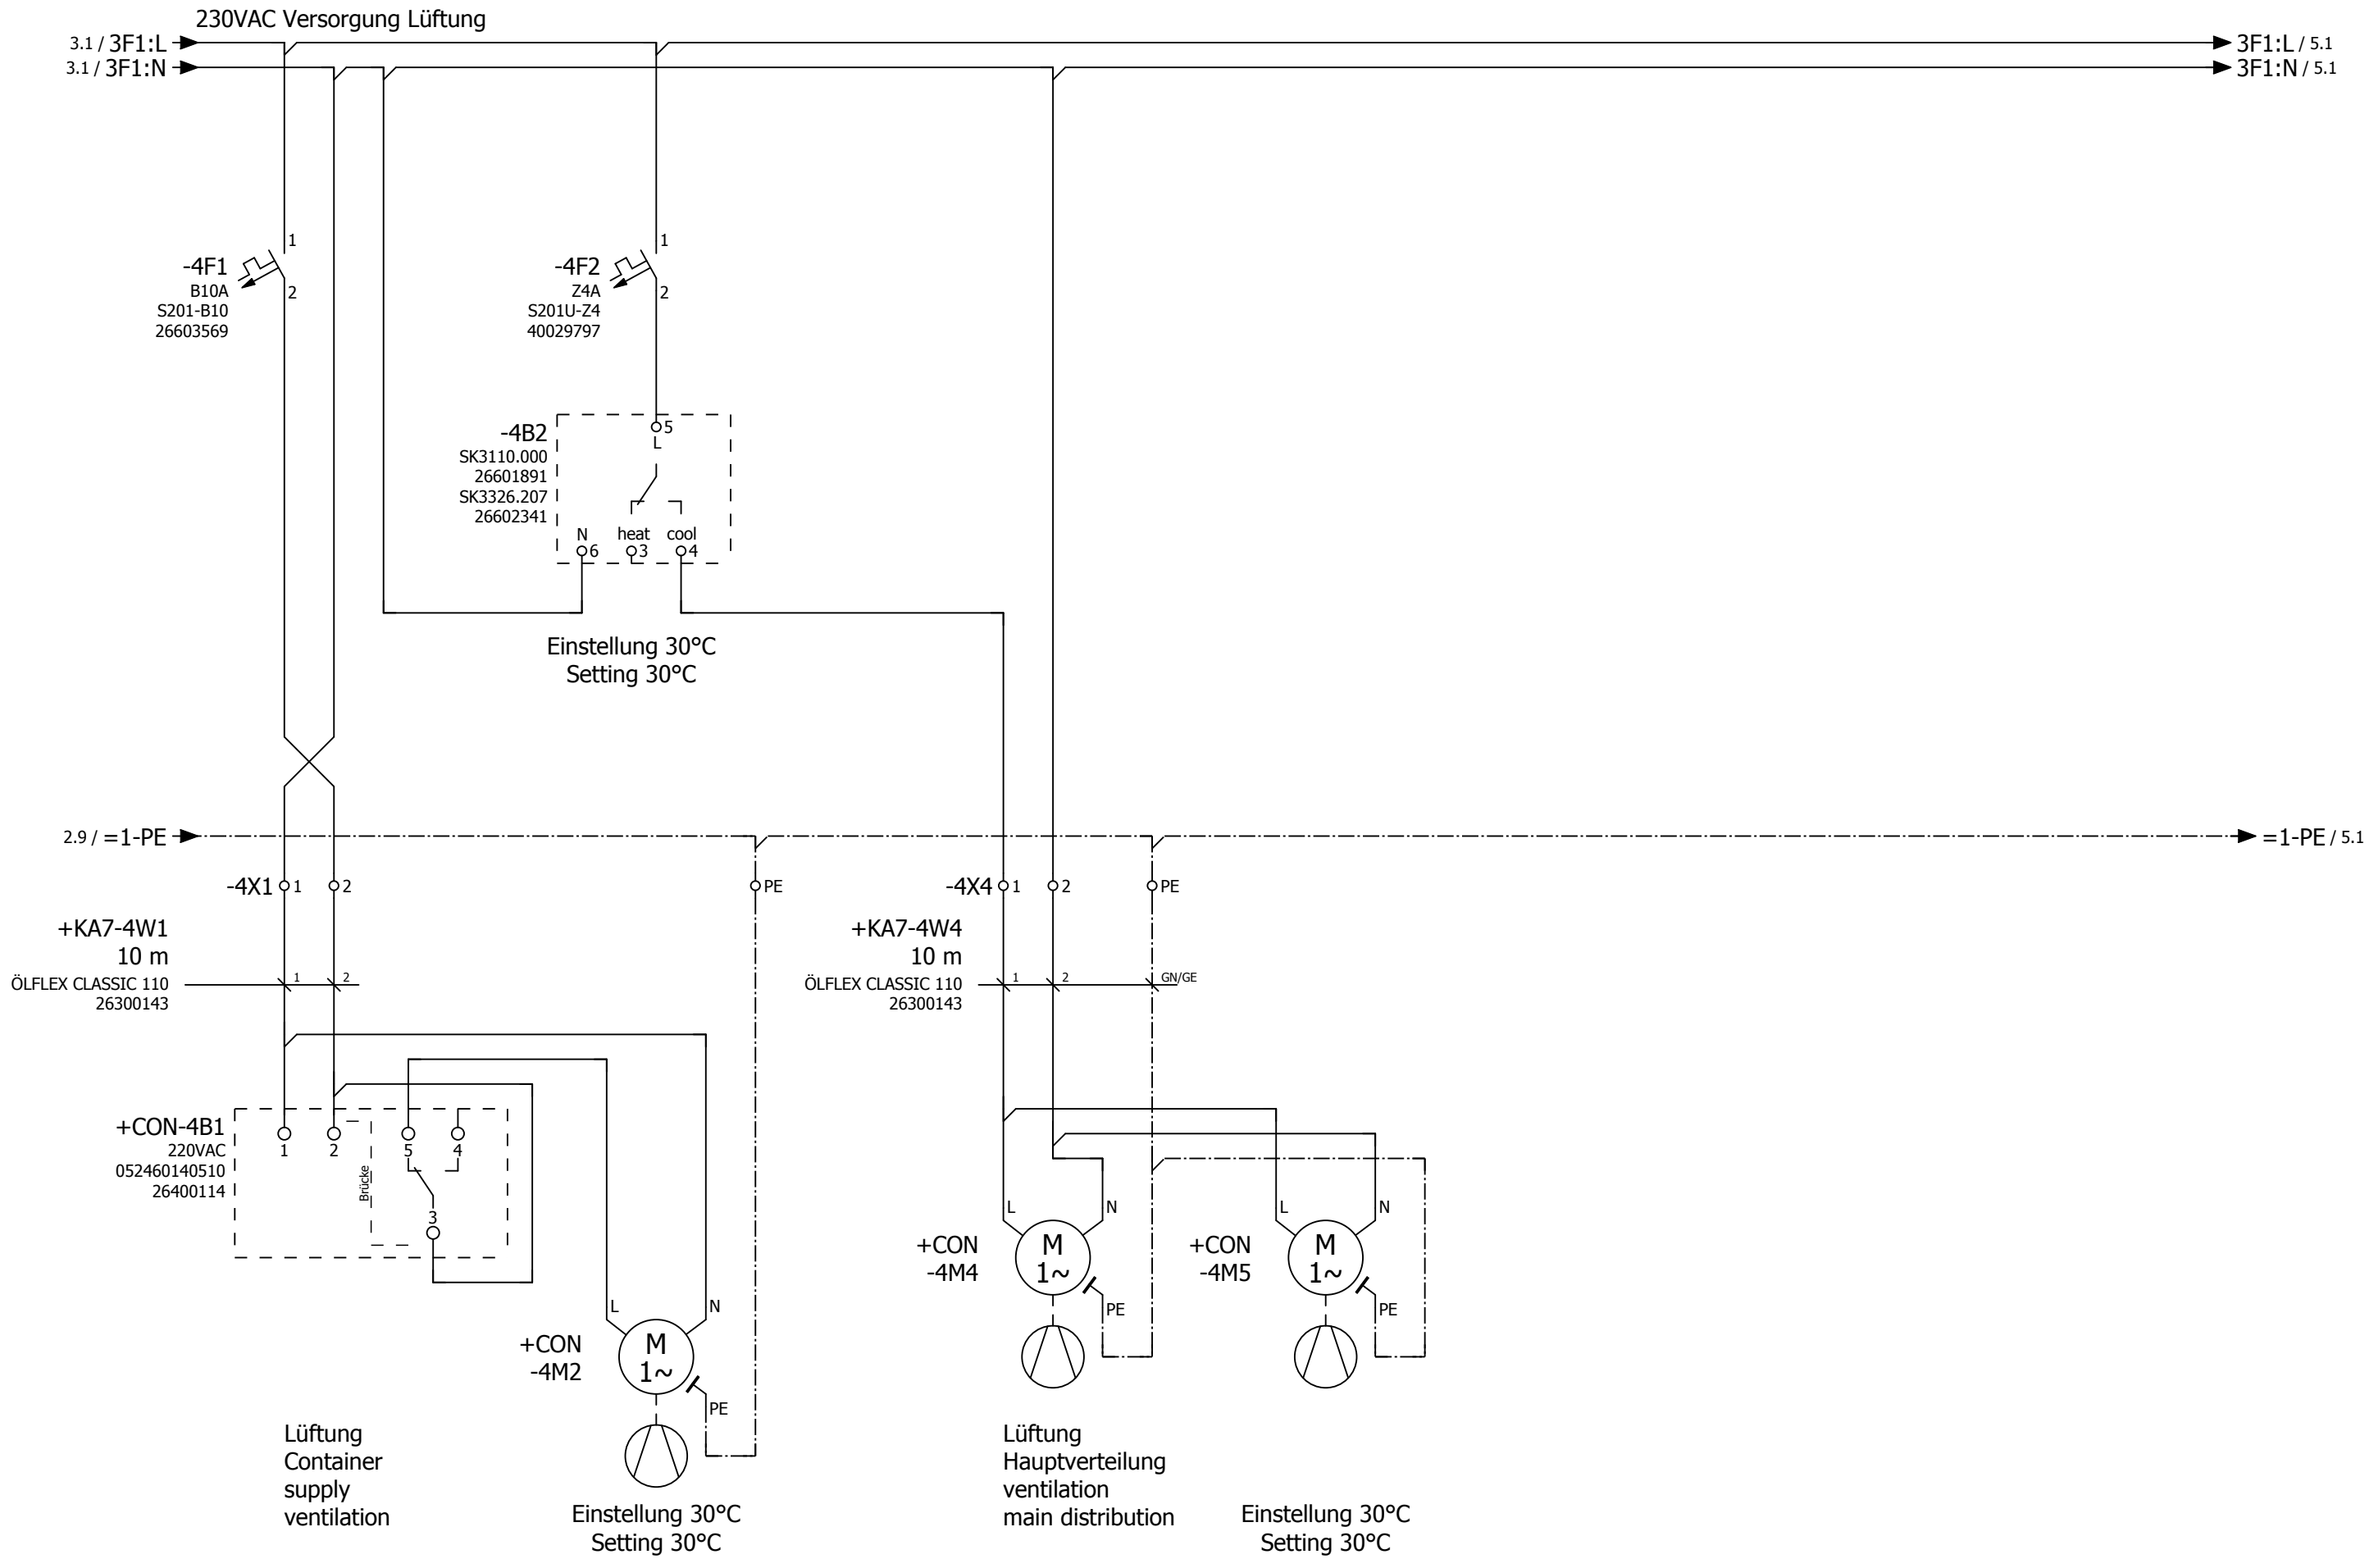 230VAC Versorgung Lüftung
3.1 / 3F1:L
3F1:L / 5.1
3.1 / 3F1:N
3F1:N / 5.1
1
-4F1
B10A
S201-B10
26603569
2
1
-4F2
Z4A
S201U-Z4
40029797
2
-4B2
SK3110.000
26601891
SK3326.207
26602341
5
L
N
heat
cool
6
3
4
Einstellung 30°C
Setting 30°C
2.9 / =1-PE
=1-PE / 5.1
-4X1
1
2
PE
-4X4
1
2
PE
+KA7-4W1
10 m
ÖLFLEX CLASSIC 110
26300143
1
2
+KA7-4W4
10 m
ÖLFLEX CLASSIC 110
26300143
1
2
GN/GE
+CON-4B1
220VAC
052460140510
26400114
1
2
5
4
Brücke
3
L
N
+CON
-4M2
M
1~
PE
L
N
+CON
-4M4
M
1~
PE
L
N
+CON
-4M5
M
1~
PE
Lüftung
Container
supply
ventilation
Einstellung 30°C
Setting 30°C
Lüftung
Hauptverteilung
ventilation
main distribution
Einstellung 30°C
Setting 30°C